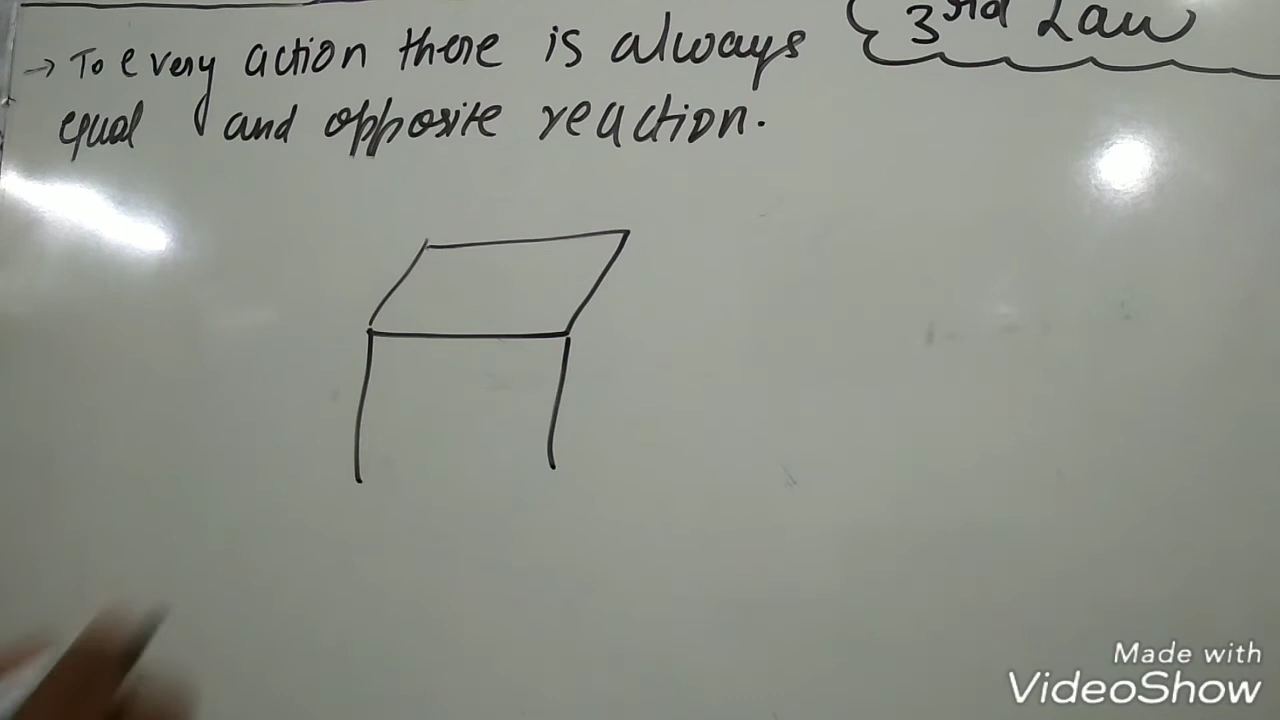 3rd Law
→ To every action there is always
equal and opposite reaction.
Made with
VideoShow